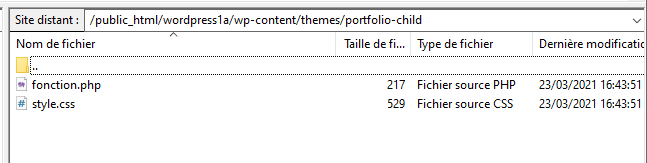 Site distant : /public_html/wordpress1a/wp-content/themes/portfolio-child
Nom de fichier Taille de fi... Type de fichier Dernière modificatio
..
fonction.php 217 Fichier source PHP 23/03/2021 16:43:51
style.css 529 Fichier source CSS 23/03/2021 16:43:51